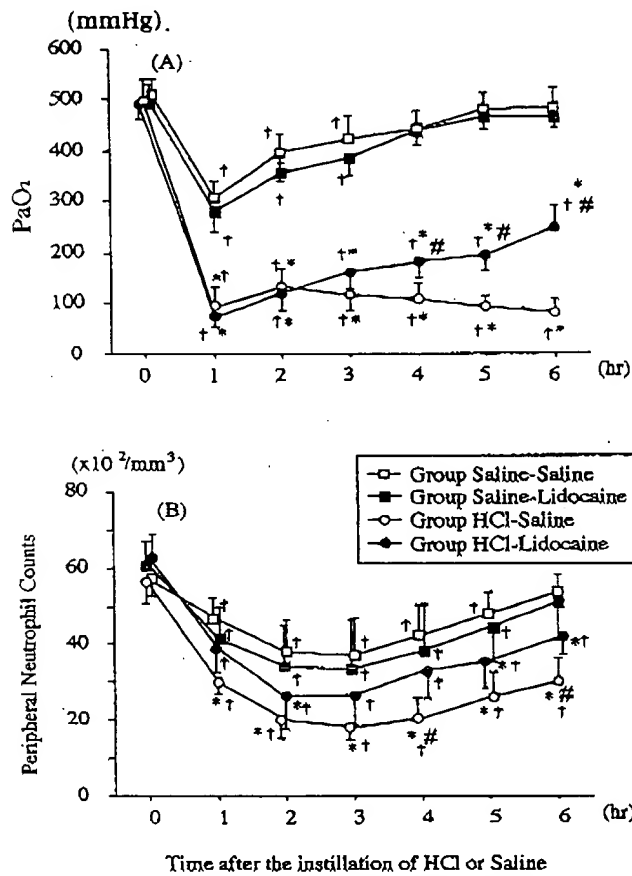 (mmHg)
600
(A)
500
400
300
200
100
0
PaO2
† † †
† † †
*† †* †* †*# †*# *†#
†* †* †* †* †* †*
0 1 2 3 4 5 6 (hr)
(x10 2/mm3)
80
60
40
20
0
(B)
Group Saline-Saline
Group Saline-Lidocaine
Group HCl-Saline
Group HCl-Lidocaine
Peripheral Neutrophil Counts
† † † † †
† † † † †
† *† † † *† *†
*† *† *† *†# *† *#†
0 1 2 3 4 5 6 (hr)
Time after the instillation of HCl or Saline